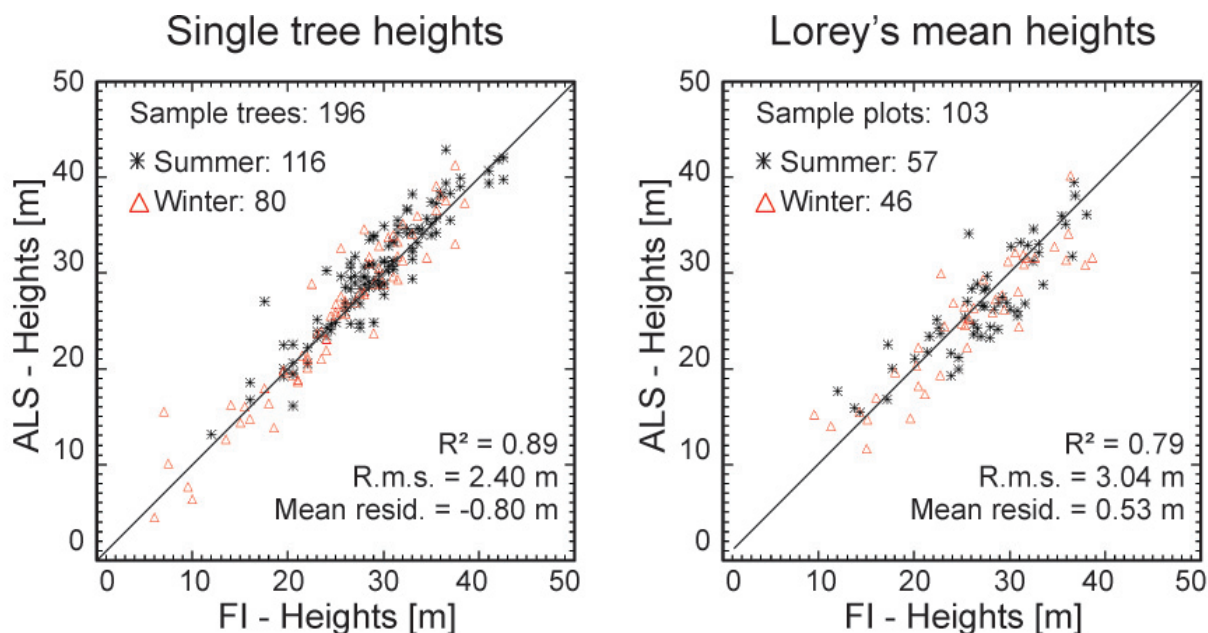 Single tree heights
Sample trees: 196
Summer: 116
Winter: 80
R² = 0.89
R.m.s. = 2.40 m
Mean resid. = -0.80 m
ALS - Heights [m]
50
40
30
20
10
0
0 10 20 30 40 50
FI - Heights [m]
Lorey's mean heights
Sample plots: 103
Summer: 57
Winter: 46
R² = 0.79
R.m.s. = 3.04 m
Mean resid. = 0.53 m
ALS - Heights [m]
50
40
30
20
10
0
0 10 20 30 40 50
FI - Heights [m]